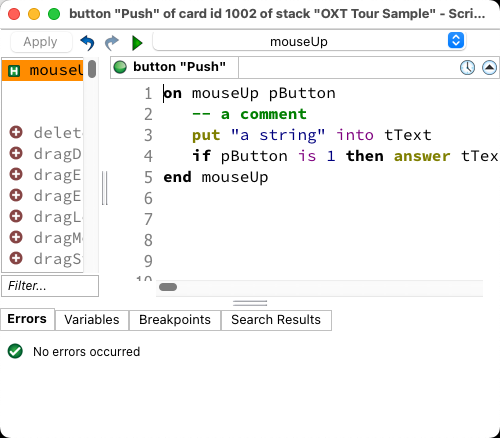 button "Push" of card id 1002 of stack "OXT Tour Sample" - Scri...
Apply
mouseUp
mouseU
button "Push"
delet
dragD
dragE
dragE
dragL
dragM
dragS
Filter...
1 on mouseUp pButton
2 -- a comment
3 put "a string" into tText
4 if pButton is 1 then answer tTex
5 end mouseUp
6
7
8
9
10
Errors Variables Breakpoints Search Results
No errors occurred